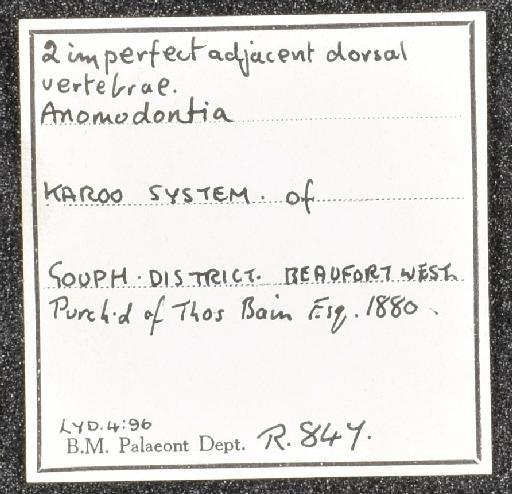 2 imperfect adjacent dorsal
vertebrae.
Anomodontia
KAROO SYSTEM. of
GOUPH. DISTRICT. BEAUFORT WEST.
Purch.d of Thos Bain Esq. 1880.
LYD. 4:96
B.M. Palaeont Dept. R. 847.